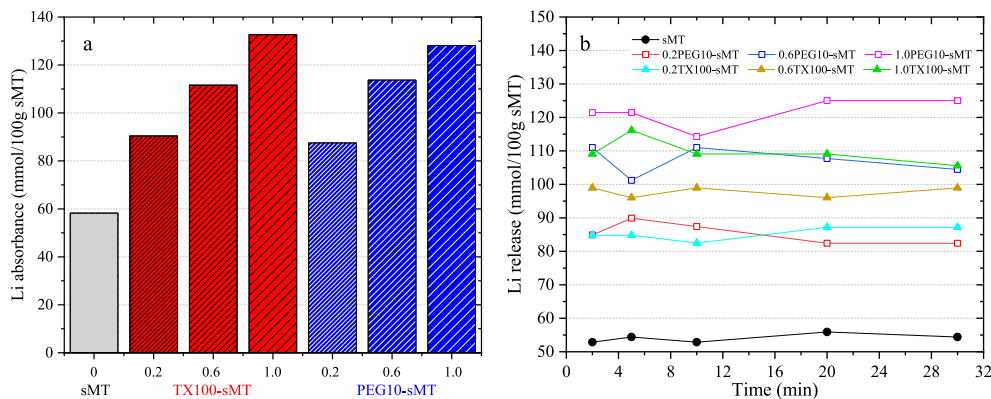 a
Li absorbance (mmol/100g sMT)
140
120
100
80
60
40
20
0
0 0.2 0.6 1.0 0.2 0.6 1.0
sMT TX100-sMT PEG10-sMT
b
sMT
0.2PEG10-sMT 0.6PEG10-sMT 1.0PEG10-sMT
0.2TX100-sMT 0.6TX100-sMT 1.0TX100-sMT
Li release (mmol/100g sMT)
150
140
130
120
110
100
90
80
70
60
50
0 4 8 12 16 20 24 28 32
Time (min)